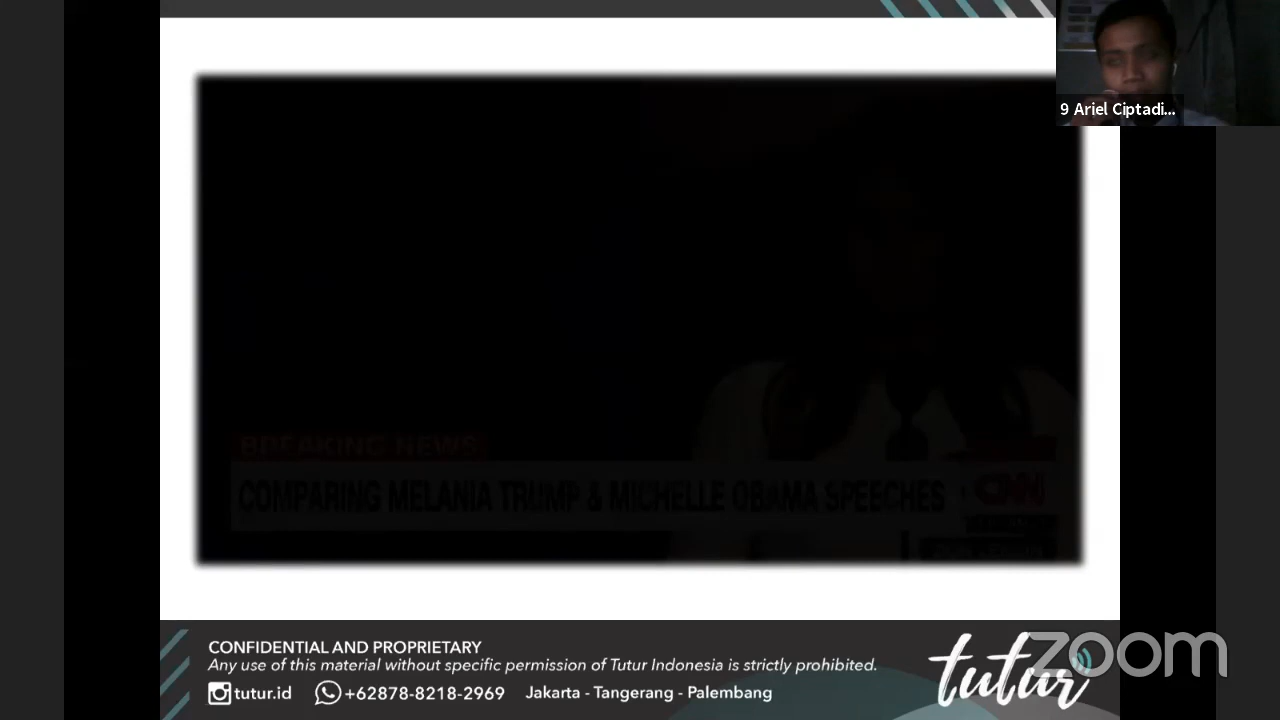 9 Ariel Ciptadi...
BREAKING NEWS
COMPARING MELANIA TRUMP & MICHELLE OBAMA SPEECHES
CNN
CONFIDENTIAL AND PROPRIETARY
Any use of this material without specific permission of Tutur Indonesia is strictly prohibited.
tutur.id +62878-8218-2969 Jakarta - Tangerang - Palembang
tutur
zoom